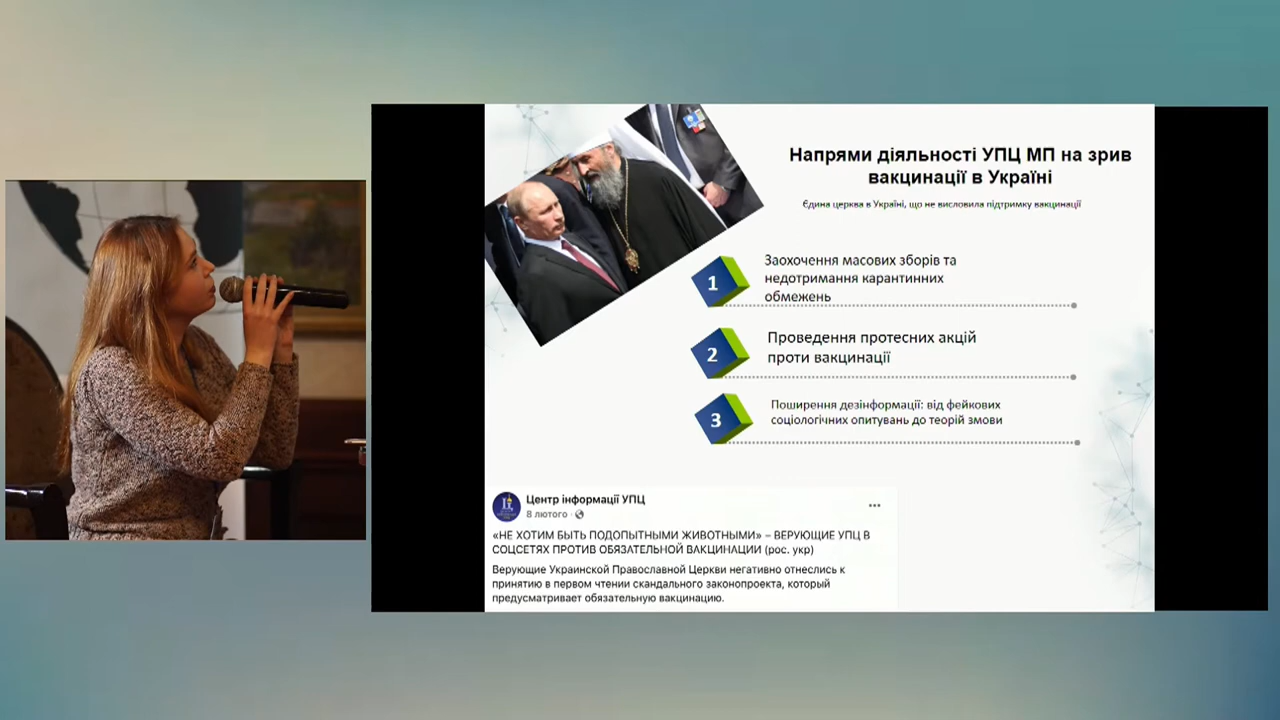 Напрями діяльності УПЦ МП на зрив
вакцинації в Україні
Єдина церква в Україні, що не висловила підтримку вакцинації
1
Заохочення масових зборів та
недотримання карантинних
обмежень
2
Проведення протесних акцій
проти вакцинації
3
Поширення дезінформації: від фейкових
соціологічних опитувань до теорій змови
Центр інформації УПЦ
8 лютого ·
«НЕ ХОТИМ БЫТЬ ПОДОПЫТНЫМИ ЖИВОТНЫМИ» – ВЕРУЮЩИЕ УПЦ В
СОЦСЕТЯХ ПРОТИВ ОБЯЗАТЕЛЬНОЙ ВАКЦИНАЦИИ (рос. укр)
Верующие Украинской Православной Церкви негативно отнеслись к
принятию в первом чтении скандального законопроекта, который
предусматривает обязательную вакцинацию.